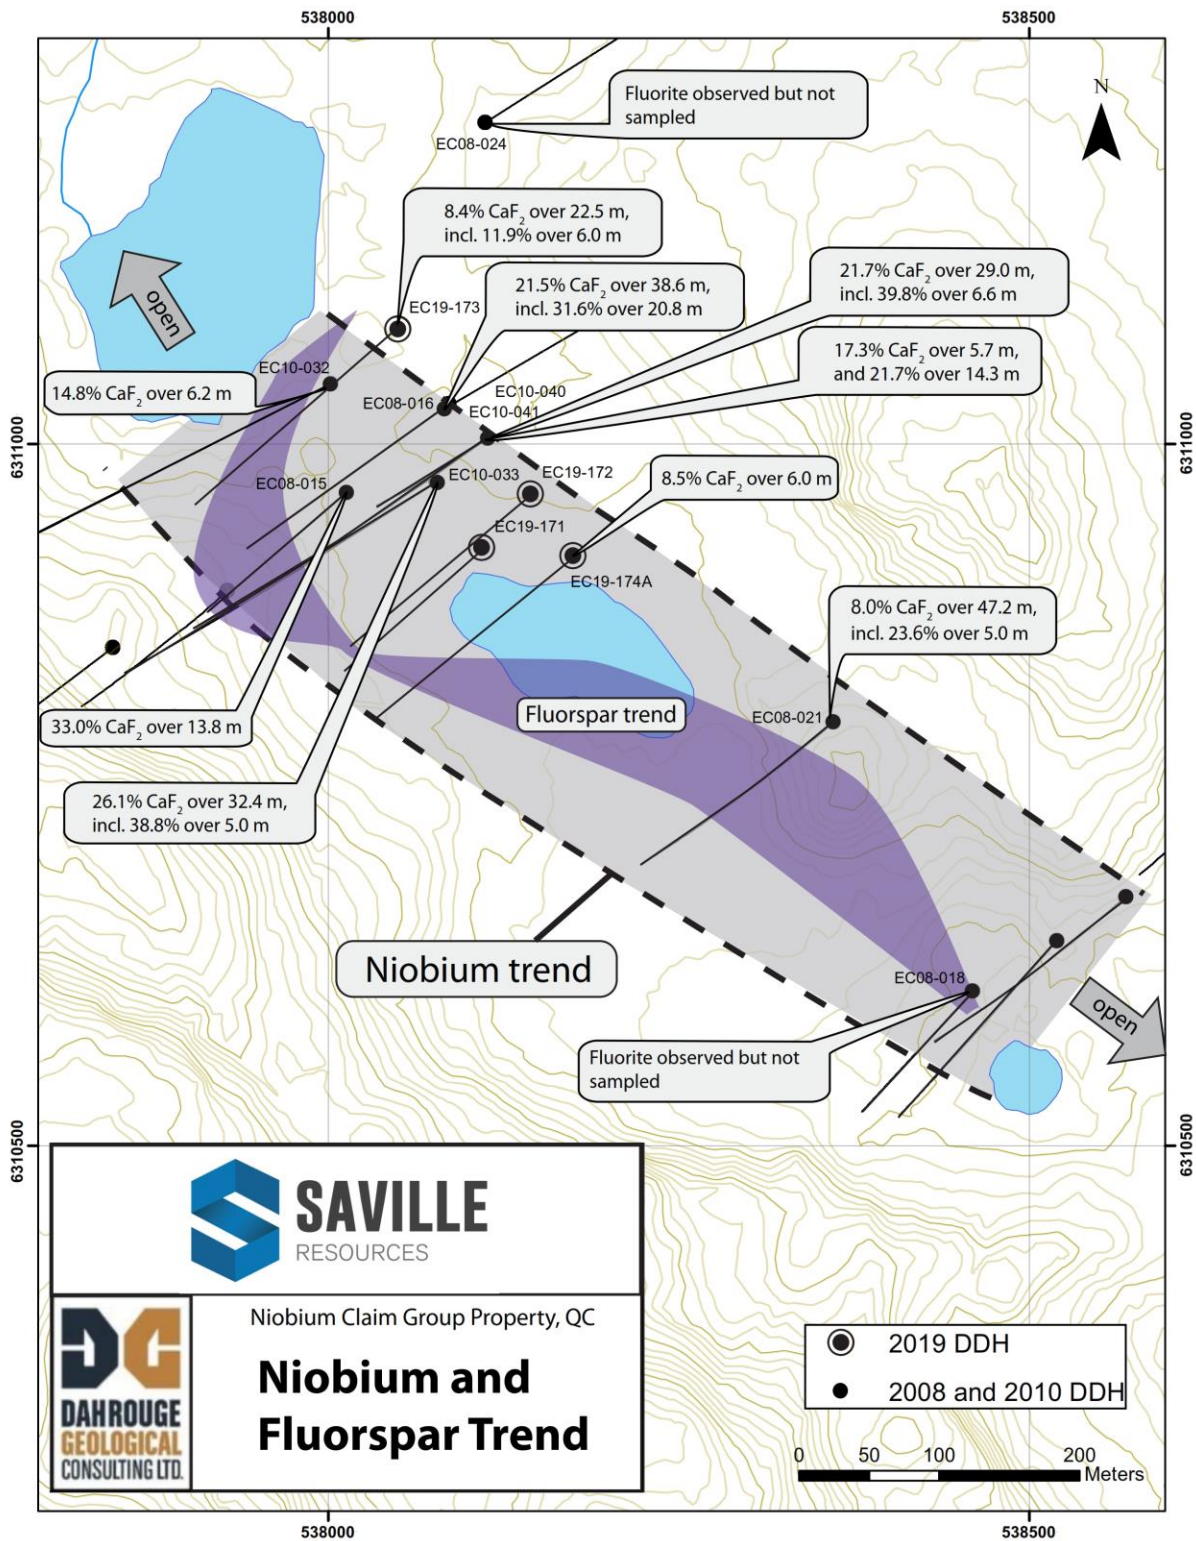 538000
538500
Fluorite observed but not
sampled
N
EC08-024
8.4% CaF2 over 22.5 m,
incl. 11.9% over 6.0 m
21.5% CaF2 over 38.6 m,
incl. 31.6% over 20.8 m
21.7% CaF2 over 29.0 m,
incl. 39.8% over 6.6 m
open
EC19-173
17.3% CaF2 over 5.7 m,
and 21.7% over 14.3 m
EC10-032
14.8% CaF2 over 6.2 m
EC08-016
EC10-040
EC10-041
6311000
6311000
EC08-015
EC10-033
EC19-172
8.5% CaF2 over 6.0 m
EC19-171
EC19-174A
8.0% CaF2 over 47.2 m,
incl. 23.6% over 5.0 m
33.0% CaF2 over 13.8 m
Fluorspar trend
EC08-021
26.1% CaF2 over 32.4 m,
incl. 38.8% over 5.0 m
Niobium trend
EC08-018
open
Fluorite observed but not
sampled
6310500
6310500
SAVILLE
RESOURCES
Niobium Claim Group Property, QC
Niobium and
Fluorspar Trend
DAHROUGE
GEOLOGICAL
CONSULTING LTD.
2019 DDH
2008 and 2010 DDH
0 50 100 200
Meters
538000
538500